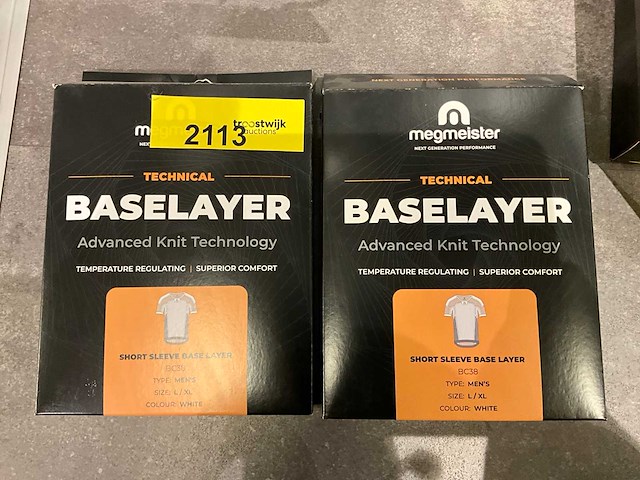 megm
2113
troostwijk
auctions
TECHNICAL
BASELAYER
Advanced Knit Technology
TEMPERATURE REGULATING | SUPERIOR COMFORT
SHORT SLEEVE BASE LAYER
BC38
TYPE: MEN'S
SIZE: L / XL
COLOUR: WHITE
NEXT GENERATION PERFORMANCE
megmeister
NEXT GENERATION PERFORMANCE
TECHNICAL
BASELAYER
Advanced Knit Technology
TEMPERATURE REGULATING | SUPERIOR COMFORT
SHORT SLEEVE BASE LAYER
BC38
TYPE: MEN'S
SIZE: L / XL
COLOUR: WHITE